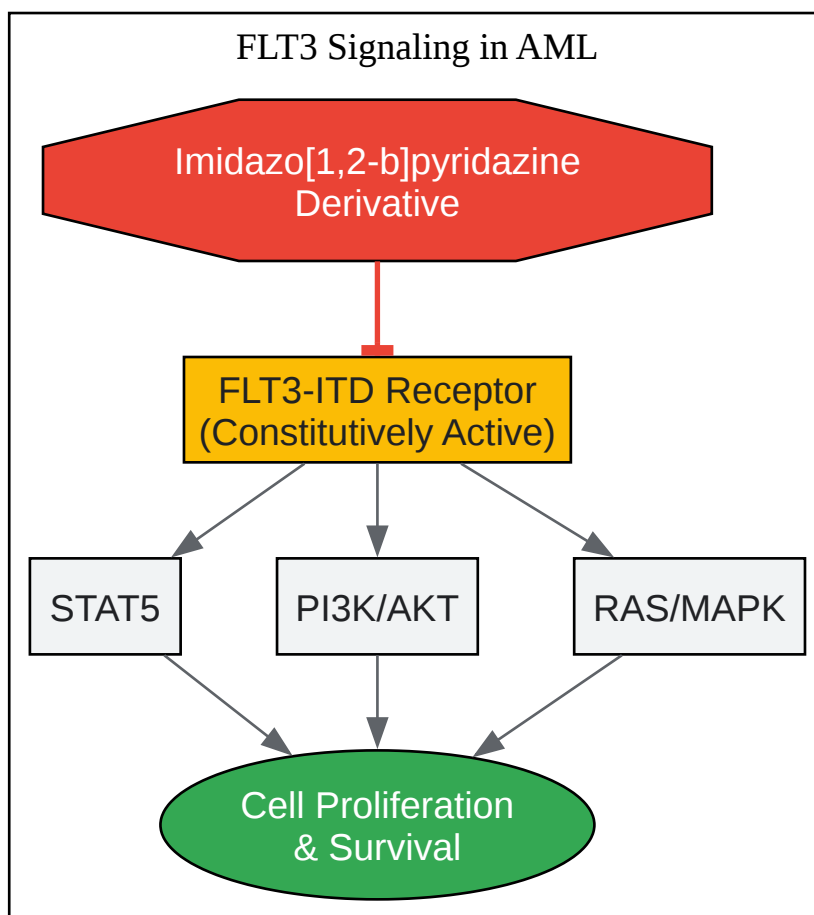 FLT3 Signaling in AML
Imidazo[1,2-b]pyridazine
Derivative
FLT3-ITD Receptor
(Constitutively Active)
STAT5
PI3K/AKT
RAS/MAPK
Cell Proliferation
& Survival